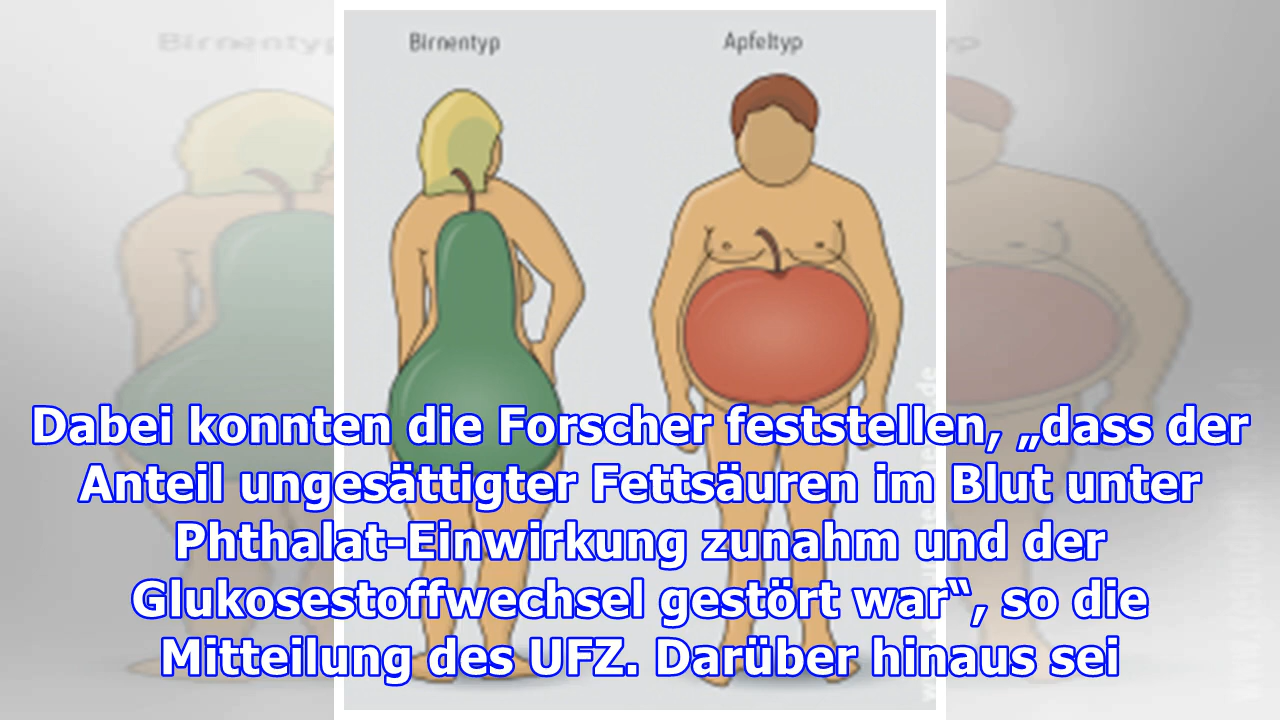 Birnentyp
Apfeltyp
Dabei konnten die Forscher feststellen, „dass der
Anteil ungesättigter Fettsäuren im Blut unter
Phthalat-Einwirkung zunahm und der
Glukosestoffwechsel gestört war“, so die
Mitteilung des UFZ. Darüber hinaus sei